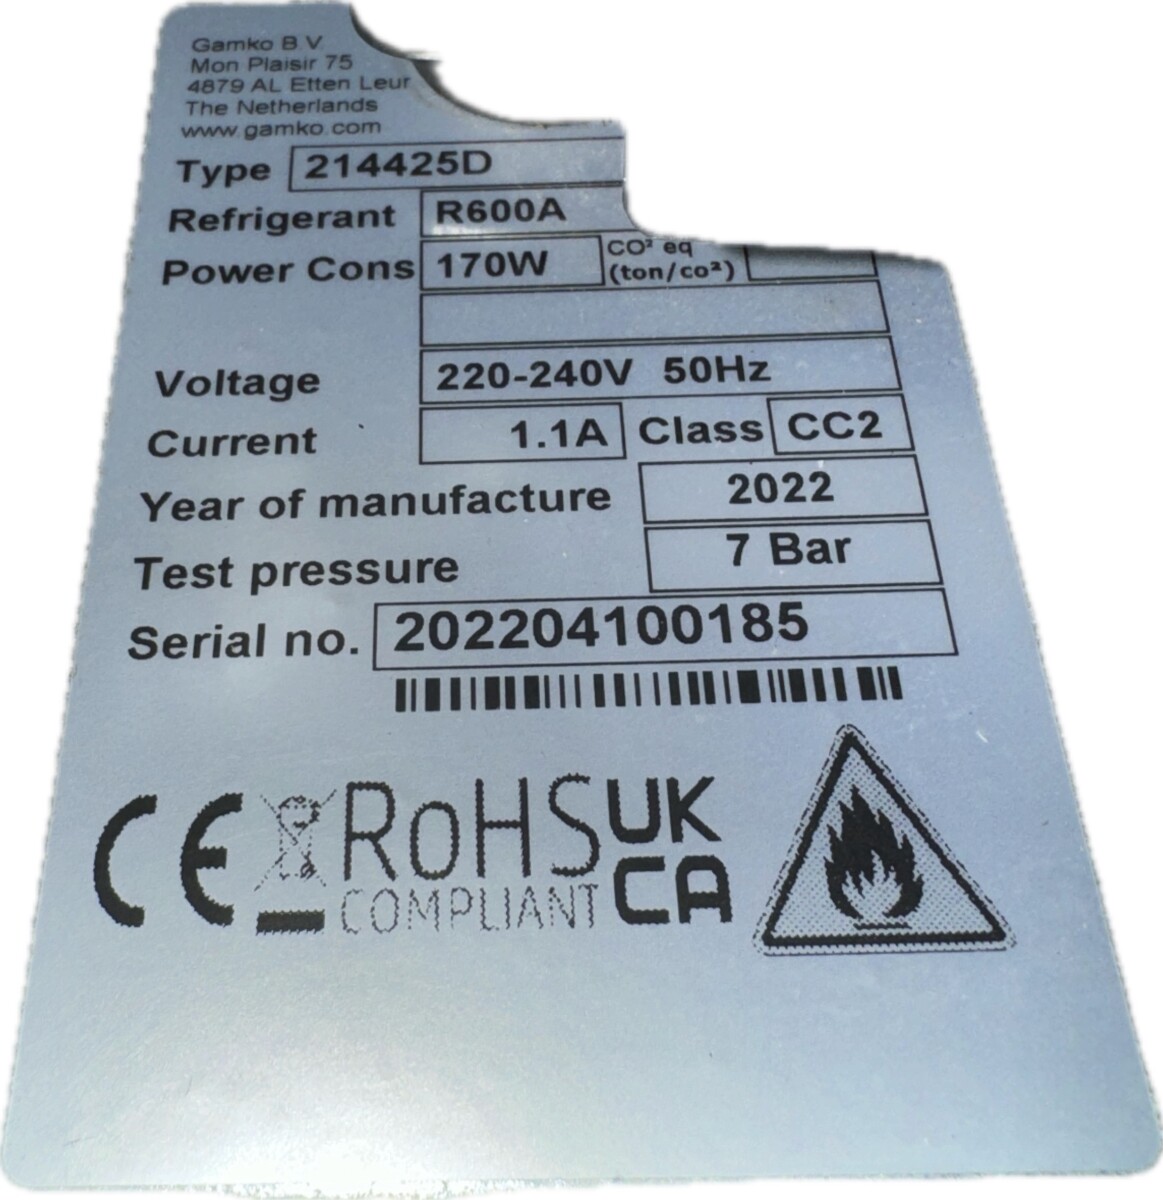 Gamko B.V.
Mon Plaisir 75
4879 AL Etten Leur
The Netherlands
www.gamko.com
Type 214425D
Refrigerant R600A
Power Cons 170W CO² eq (ton/co²)
Voltage 220-240V 50Hz
Current 1.1A Class CC2
Year of manufacture 2022
Test pressure 7 Bar
Serial no. 202204100185
CE RoHS UK
COMPLIANT CA